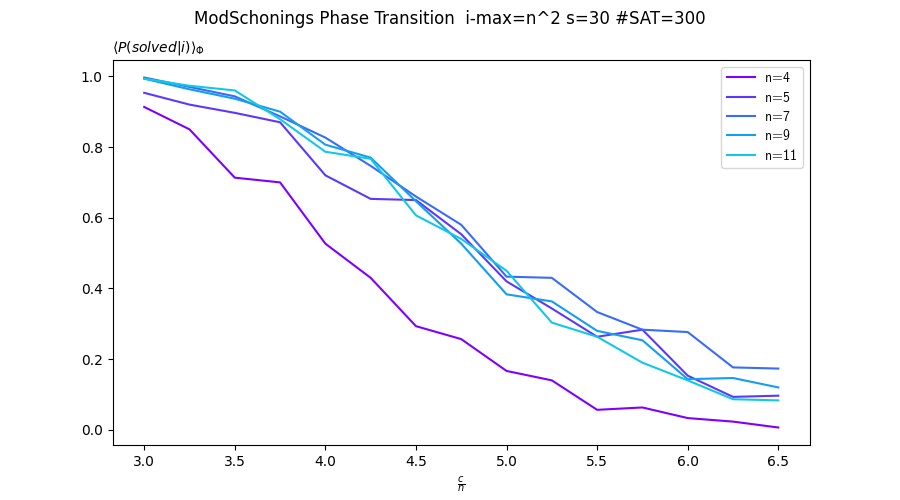 ModSchonings Phase Transition  i-max=n^2 s=30 #SAT=300
⟨P(solved|i)⟩Φ
1.0
0.8
0.6
0.4
0.2
0.0
n=4
n=5
n=7
n=9
n=11
3.0 3.5 4.0 4.5 5.0 5.5 6.0 6.5
c/n